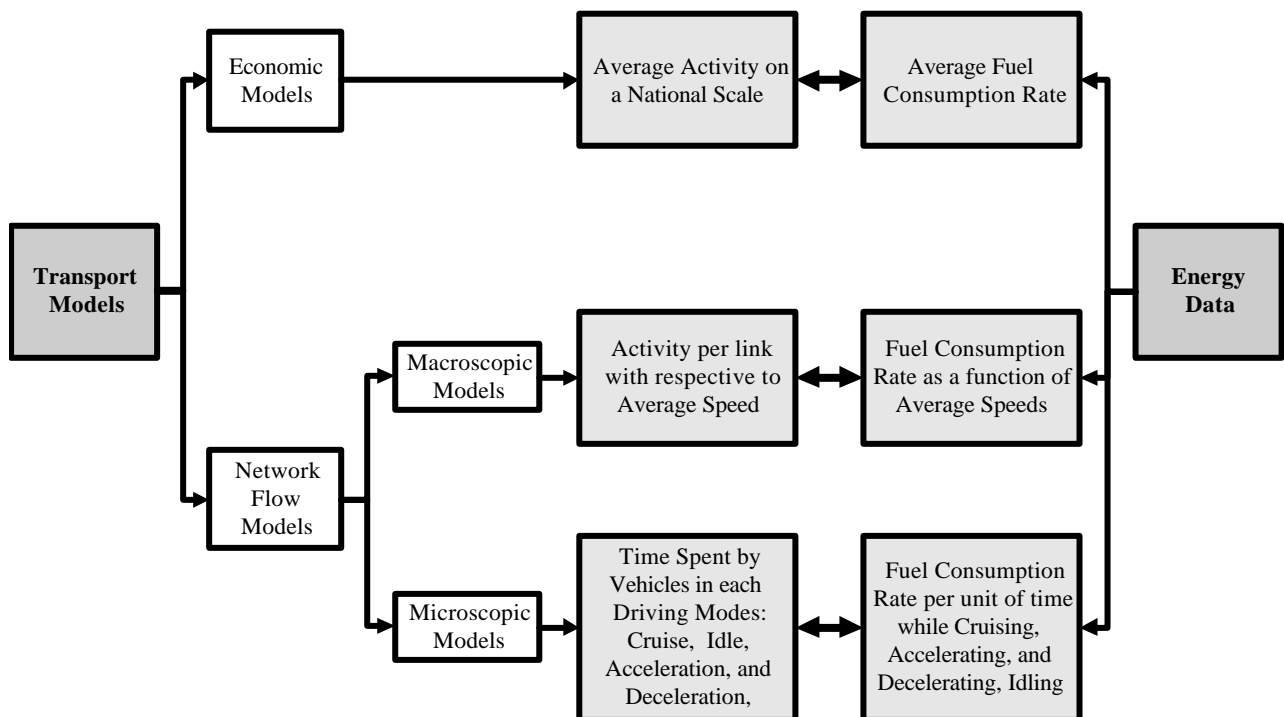 Economic
Models
Average Activity on
a National Scale
Average Fuel
Consumption Rate
Transport
Models
Energy
Data
Macroscopic
Models
Activity per link
with respective to
Average Speed
Fuel Consumption
Rate as a function of
Average Speeds
Network
Flow
Models
Microscopic
Models
Time Spent by
Vehicles in each
Driving Modes:
Cruise, Idle,
Acceleration, and
Deceleration,
Fuel Consumption
Rate per unit of time
while Cruising,
Accelerating, and
Decelerating, Idling